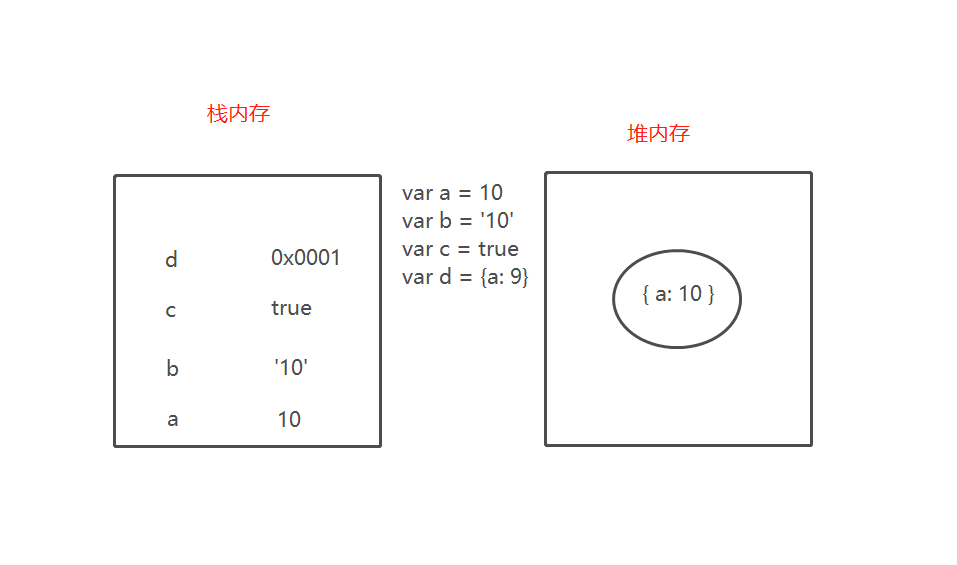 栈内存
堆内存
d 0x0001
c true
b '10'
a 10
var a = 10
var b = '10'
var c = true
var d = {a: 9}
{ a: 10 }